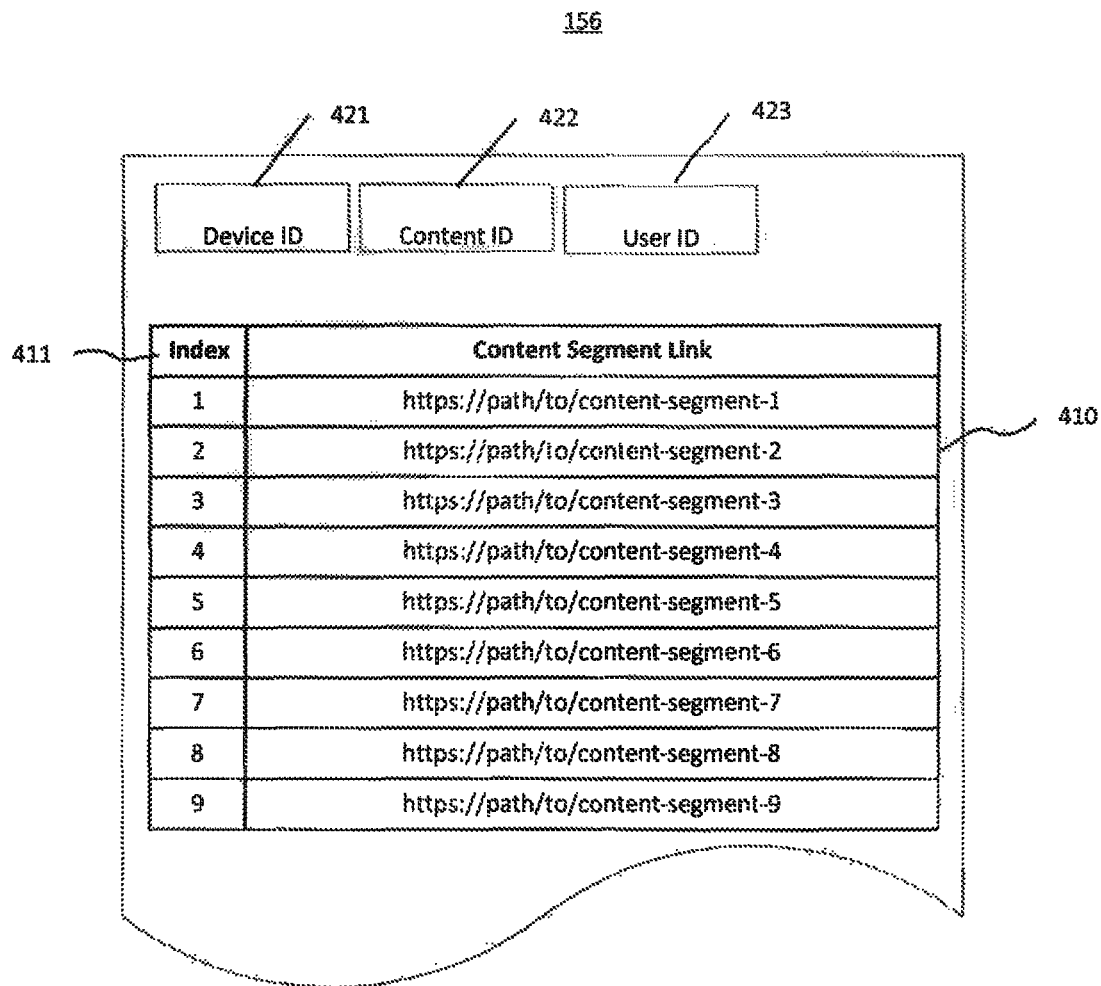 156
421 422 423
Device ID Content ID User ID
411 Index Content Segment Link
1 https://path/to/content-segment-1
2 https://path/to/content-segment-2 410
3 https://path/to/content-segment-3
4 https://path/to/content-segment-4
5 https://path/to/content-segment-5
6 https://path/to/content-segment-6
7 https://path/to/content-segment-7
8 https://path/to/content-segment-8
9 https://path/to/content-segment-9